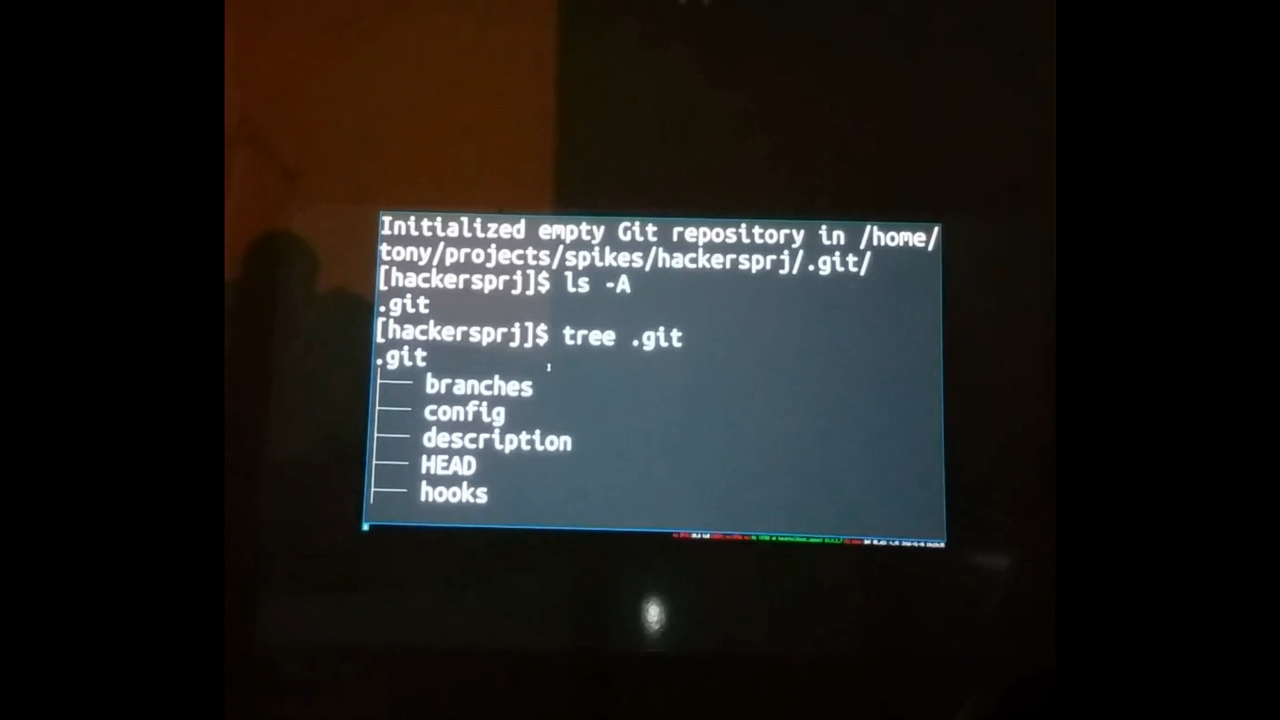 Initialized empty Git repository in /home/
tony/projects/spikes/hackersprj/.git/
[hackersprj]$ ls -A
.git
[hackersprj]$ tree .git
.git
├── branches
├── config
├── description
├── HEAD
├── hooks